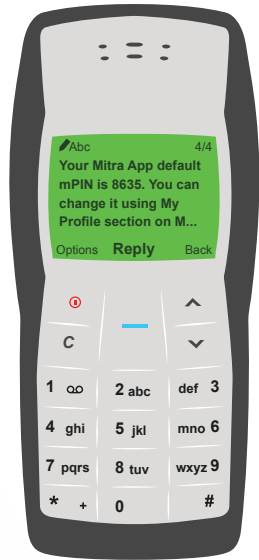 Abc 4/4
Your Mitra App default
mPIN is 8635. You can
change it using My
Profile section on M...
Options Reply Back
C
1 2 abc def 3
4 ghi 5 jkl mno 6
7 pqrs 8 tuv wxyz 9
* + 0 #